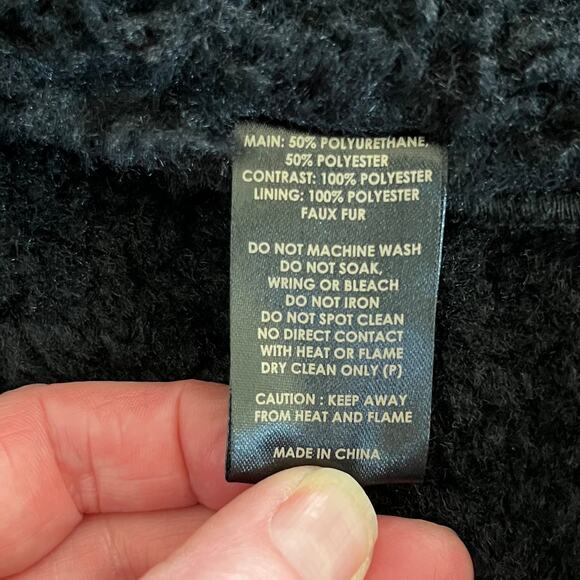 MAIN: 50% POLYURETHANE,
50% POLYESTER
CONTRAST: 100% POLYESTER
LINING: 100% POLYESTER
FAUX FUR
DO NOT MACHINE WASH
DO NOT SOAK,
WRING OR BLEACH
DO NOT IRON
DO NOT SPOT CLEAN
NO DIRECT CONTACT
WITH HEAT OR FLAME
DRY CLEAN ONLY (P)
CAUTION : KEEP AWAY
FROM HEAT AND FLAME
MADE IN CHINA